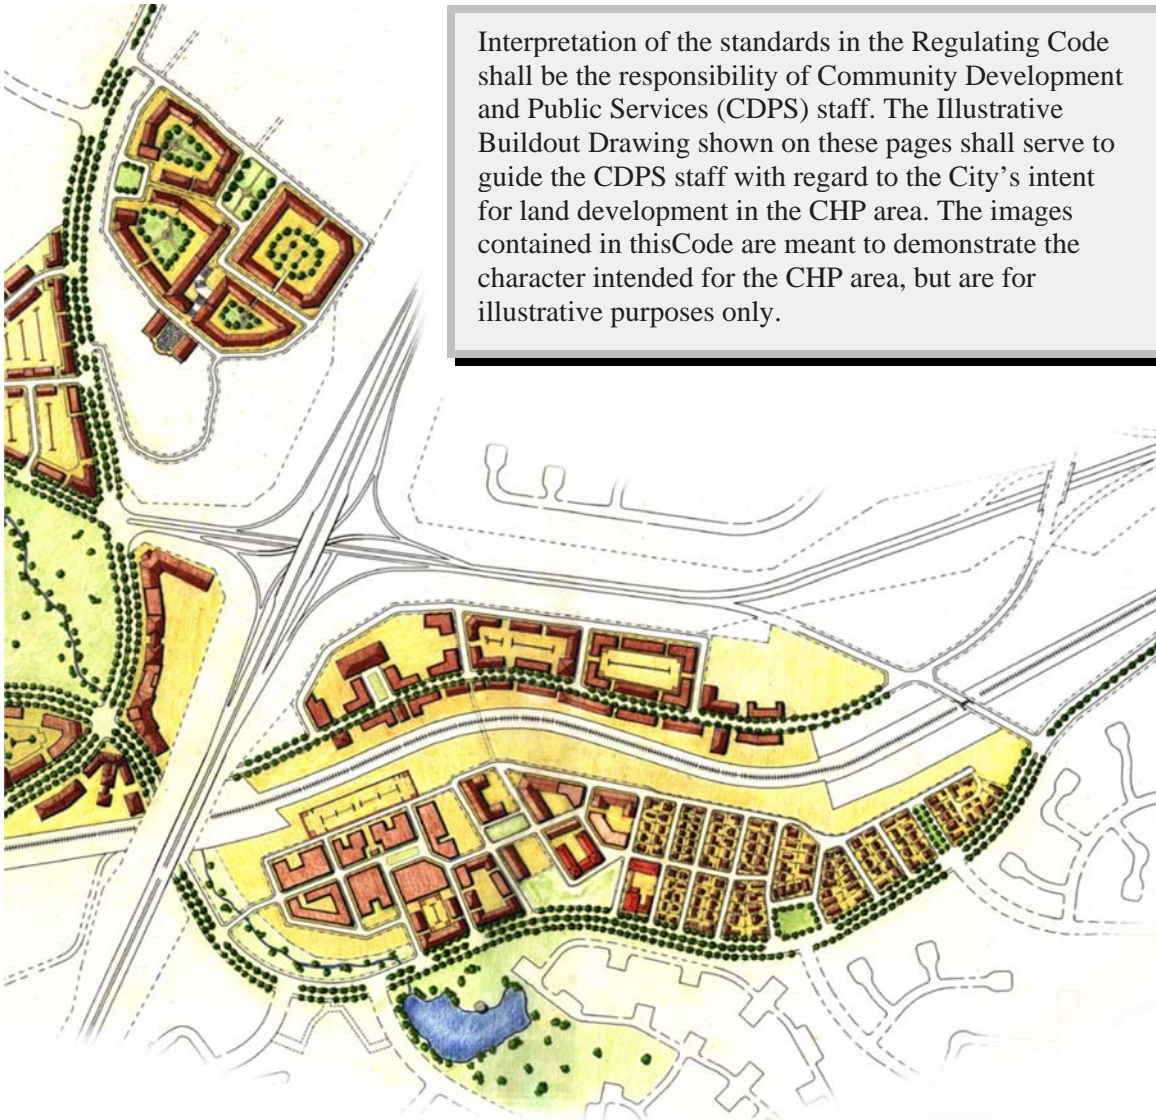 Interpretation of the standards in the Regulating Code
shall be the responsibility of Community Development
and Public Services (CDPS) staff. The Illustrative
Buildout Drawing shown on these pages shall serve to
guide the CDPS staff with regard to the City’s intent
for land development in the CHP area. The images
contained in thisCode are meant to demonstrate the
character intended for the CHP area, but are for
illustrative purposes only.